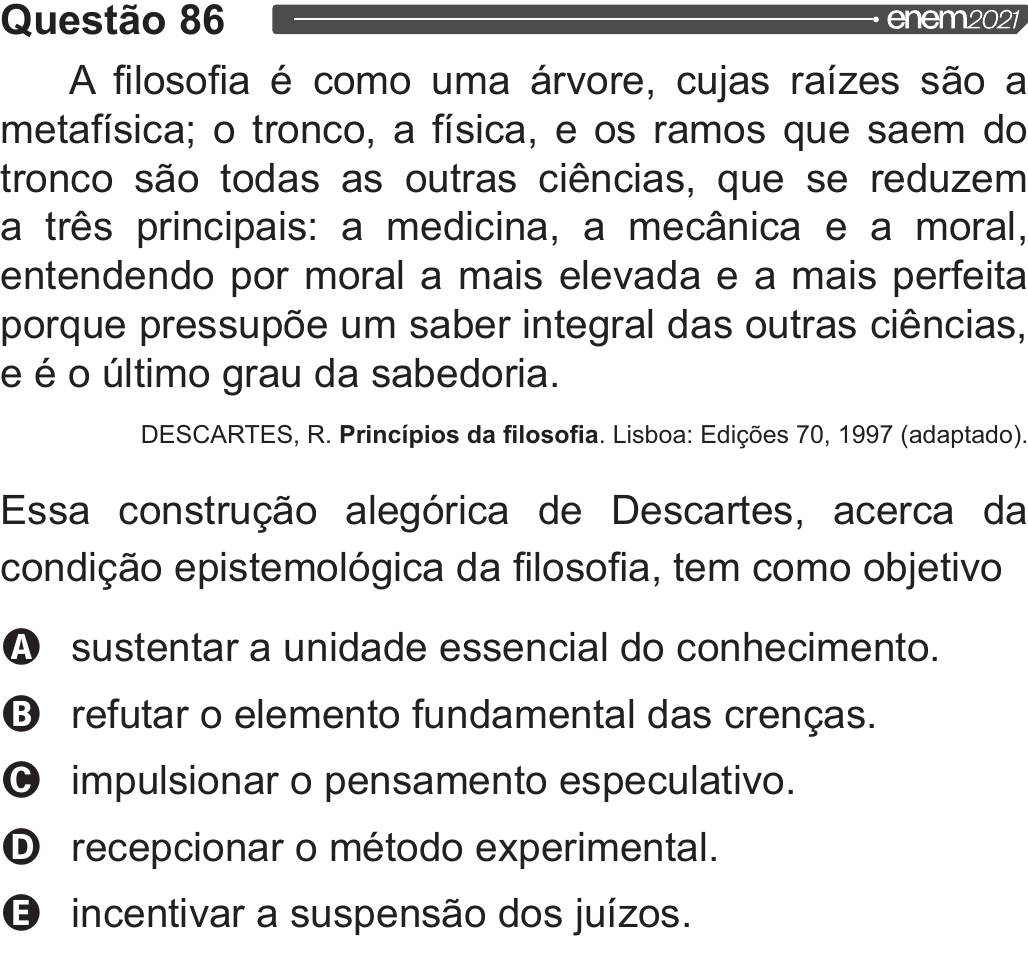 Questão 86
enem2021
A filosofia é como uma árvore, cujas raízes são a
metafísica; o tronco, a física, e os ramos que saem do
tronco são todas as outras ciências, que se reduzem
a três principais: a medicina, a mecânica e a moral,
entendendo por moral a mais elevada e a mais perfeita
porque pressupõe um saber integral das outras ciências,
e é o último grau da sabedoria.
DESCARTES, R. Princípios da filosofia. Lisboa: Edições 70, 1997 (adaptado).
Essa construção alegórica de Descartes, acerca da
condição epistemológica da filosofia, tem como objetivo
A sustentar a unidade essencial do conhecimento.
B refutar o elemento fundamental das crenças.
C impulsionar o pensamento especulativo.
D recepcionar o método experimental.
E incentivar a suspensão dos juízos.